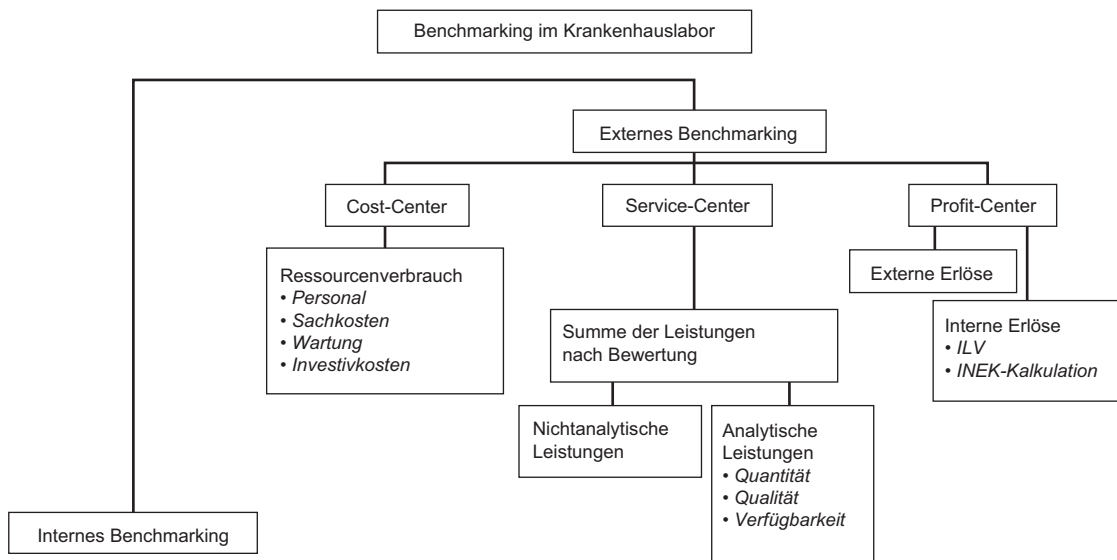 Benchmarking im Krankenhauslabor
Externes Benchmarking
Cost-Center
Service-Center
Profit-Center
Ressourcenverbrauch
• Personal
• Sachkosten
• Wartung
• Investivkosten
Externe Erlöse
Summe der Leistungen
nach Bewertung
Interne Erlöse
• ILV
• INEK-Kalkulation
Nichtanalytische
Leistungen
Analytische
Leistungen
• Quantität
• Qualität
• Verfügbarkeit
Internes Benchmarking